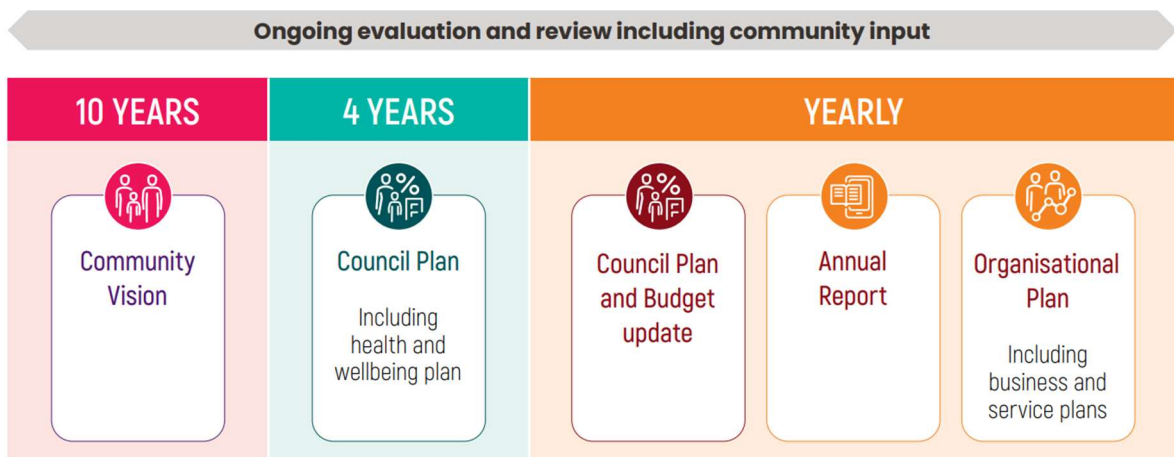 Ongoing evaluation and review including community input
10 YEARS
4 YEARS
YEARLY
Community
Vision
Council Plan
Including
health and
wellbeing plan
Council Plan
and Budget
update
Annual
Report
Organisational
Plan
Including
business and
service plans